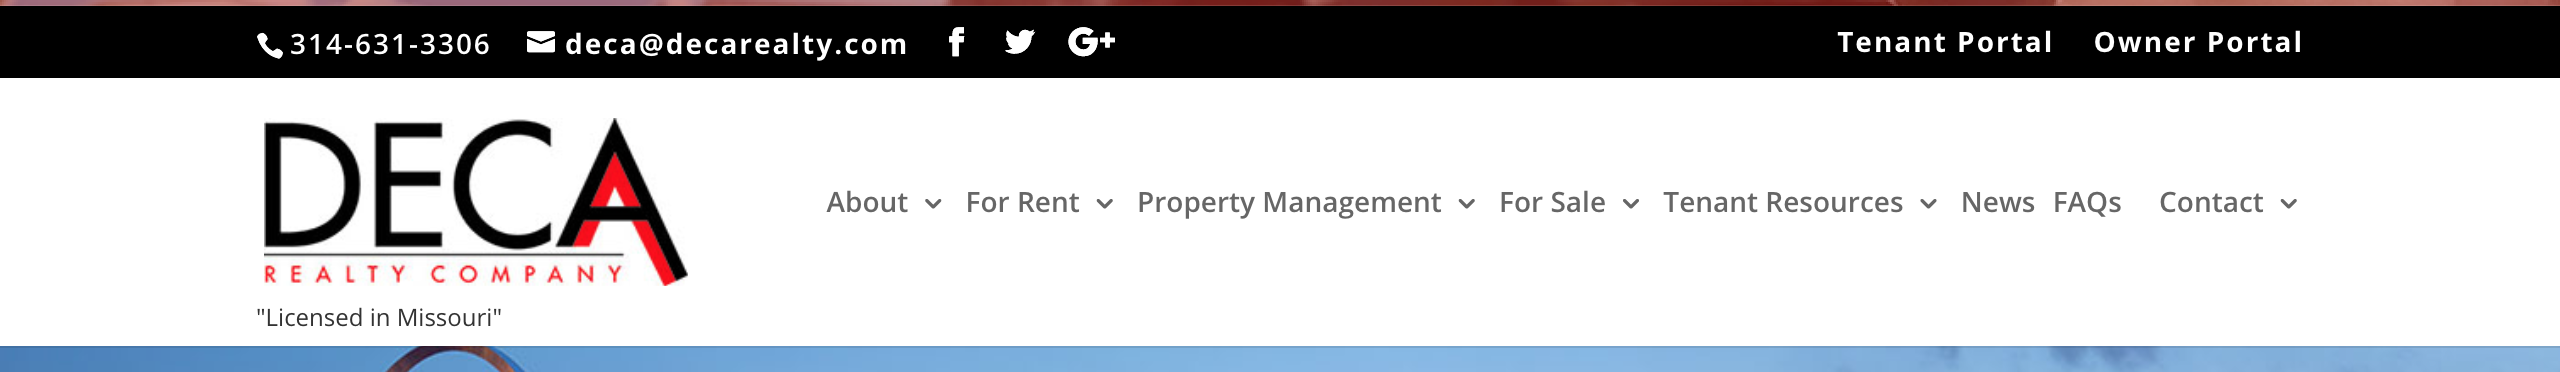 314-631-3306 deca@decarealty.com G+ Tenant Portal Owner Portal
DECA
REALTY COMPANY
"Licensed in Missouri"
About For Rent Property Management For Sale Tenant Resources News FAQs Contact